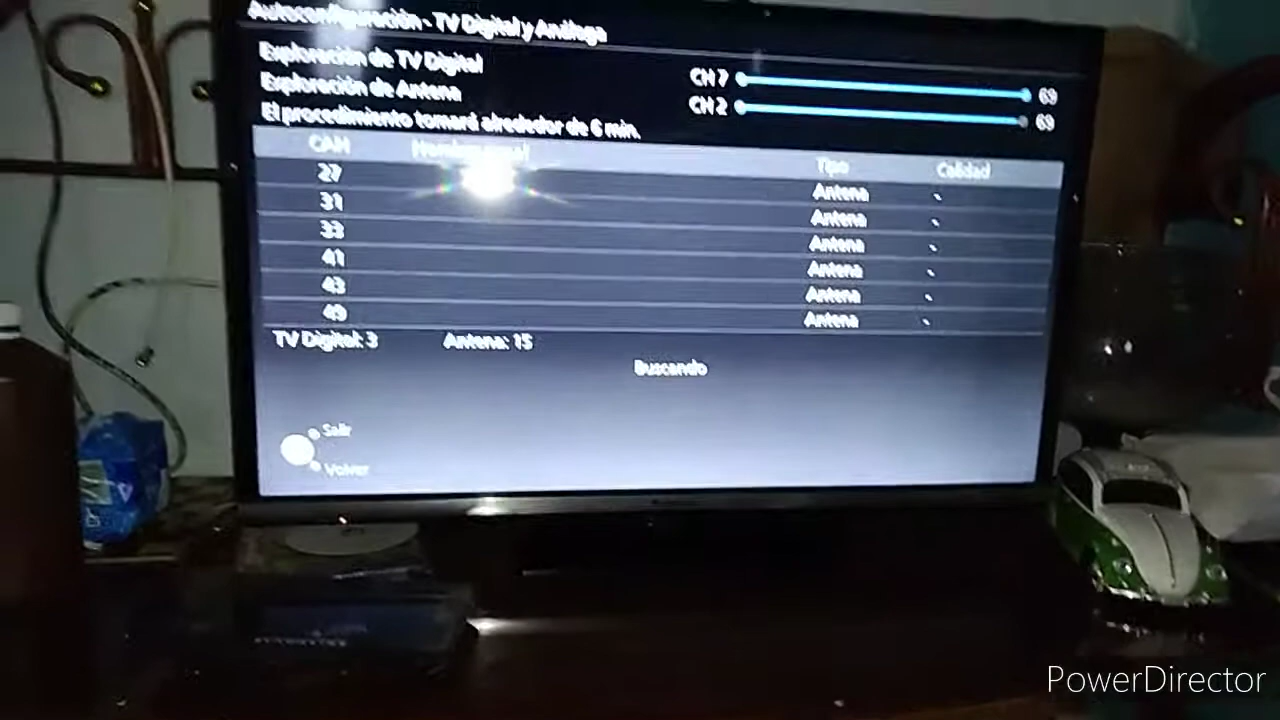 Autoconfiguración - TV Digital y Análoga
Exploración de TV Digital CH 7 69
Exploración de Antena CH 2 69
El procedimiento tomará alrededor de 6 min.
CAN Tipo Calidad
27 Antena -
31 Antena -
33 Antena -
41 Antena -
43 Antena -
49 Antena -
TV Digital: 3 Antena: 15
Buscando
Salir
Volver
PowerDirector